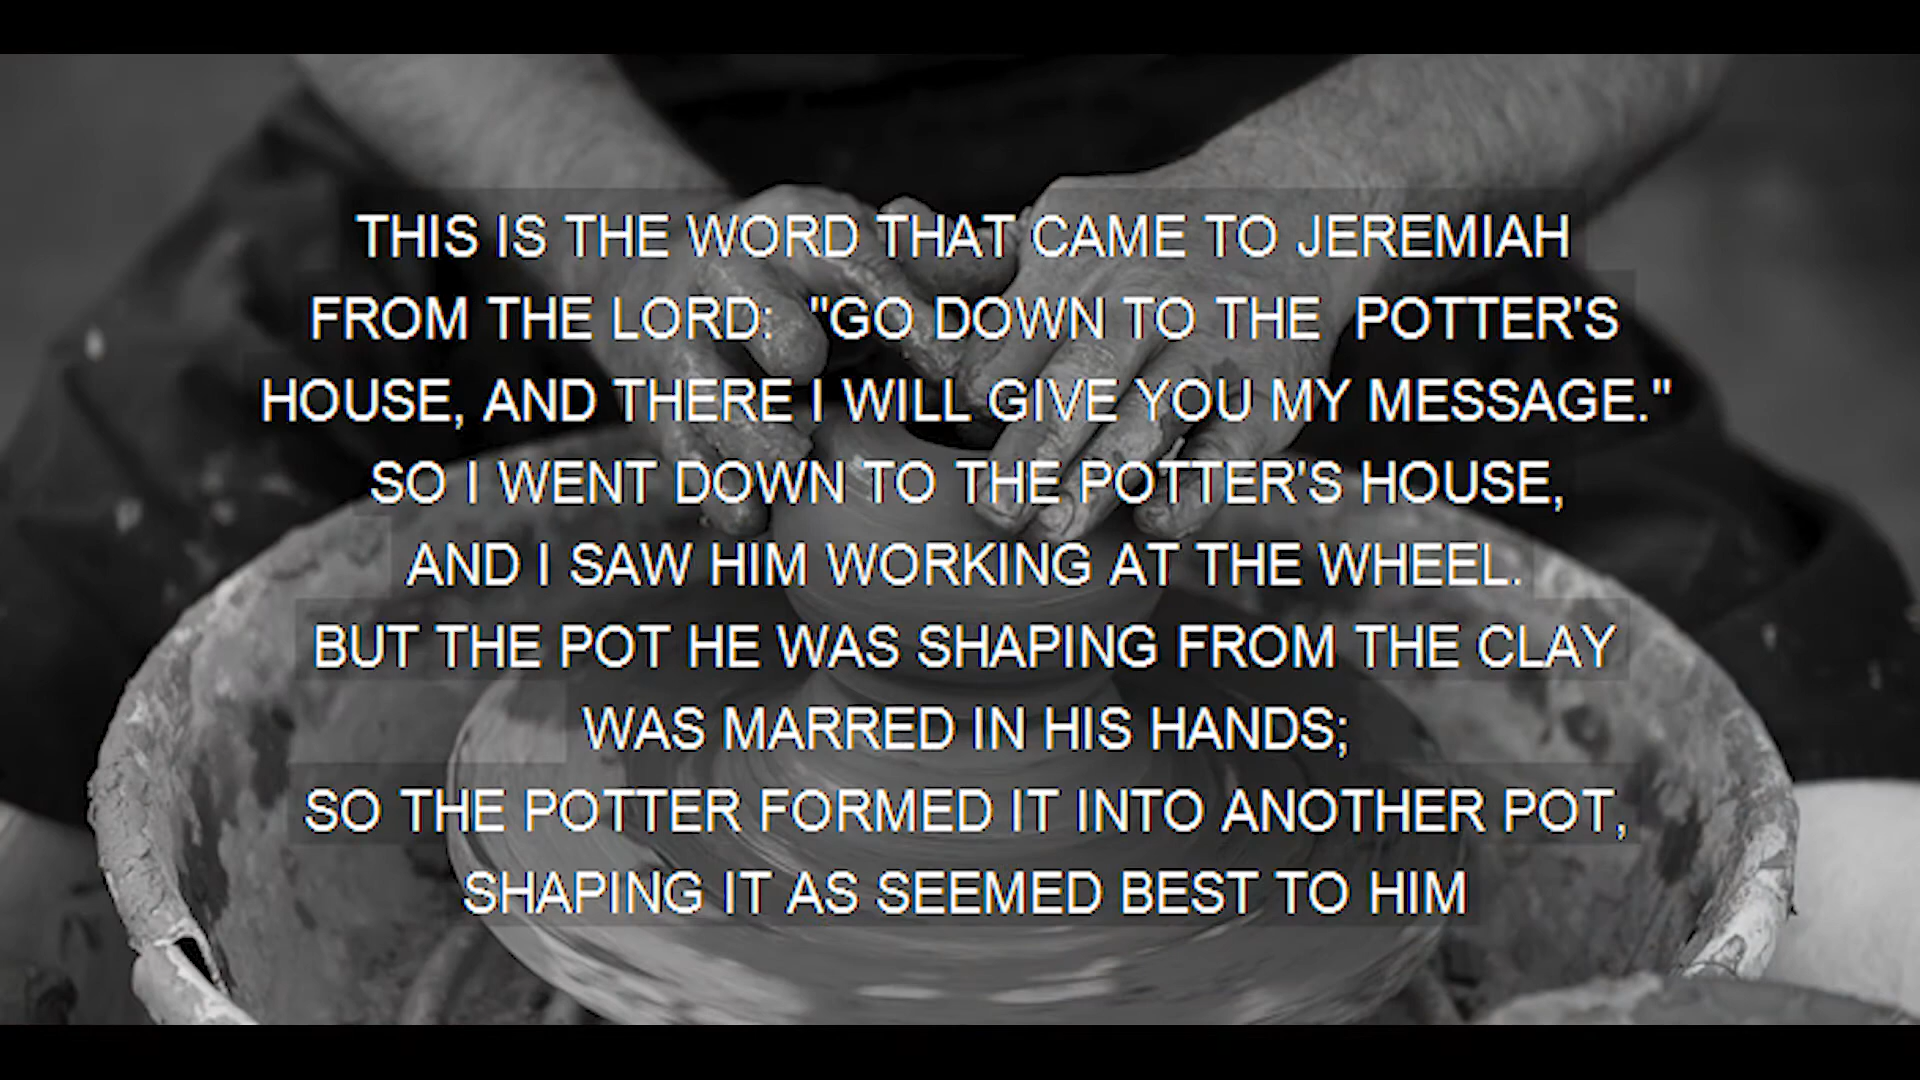 THIS IS THE WORD THAT CAME TO JEREMIAH
FROM THE LORD:  "GO DOWN TO THE  POTTER'S
HOUSE, AND THERE I WILL GIVE YOU MY MESSAGE."
SO I WENT DOWN TO THE POTTER'S HOUSE,
AND I SAW HIM WORKING AT THE WHEEL.
BUT THE POT HE WAS SHAPING FROM THE CLAY
WAS MARRED IN HIS HANDS;
SO THE POTTER FORMED IT INTO ANOTHER POT,
SHAPING IT AS SEEMED BEST TO HIM